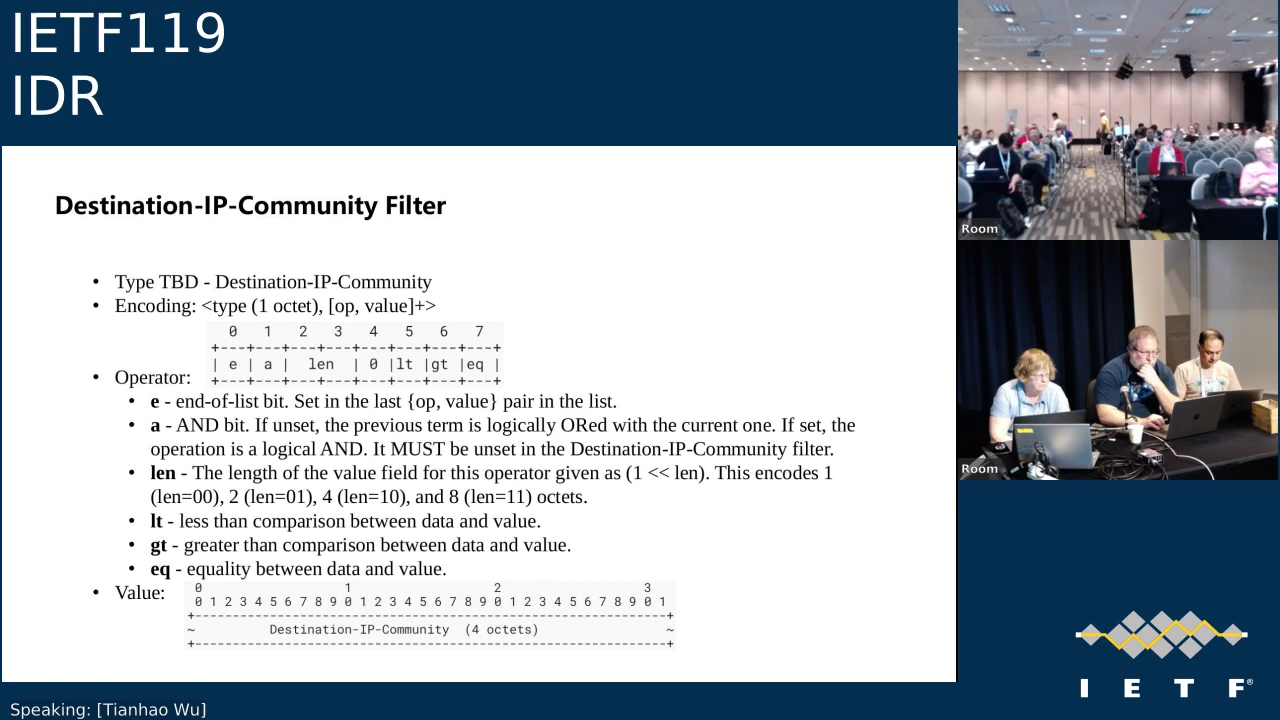 IETF119
IDR
Destination-IP-Community Filter
• Type TBD - Destination-IP-Community
• Encoding: <type (1 octet), [op, value]+>
0 1 2 3 4 5 6 7
+---+---+---+---+---+---+---+---+
| e | a | len | 0 |lt |gt |eq |
+---+---+---+---+---+---+---+---+
• Operator:
• e - end-of-list bit. Set in the last {op, value} pair in the list.
• a - AND bit. If unset, the previous term is logically ORed with the current one. If set, the
operation is a logical AND. It MUST be unset in the Destination-IP-Community filter.
• len - The length of the value field for this operator given as (1 << len). This encodes 1
(len=00), 2 (len=01), 4 (len=10), and 8 (len=11) octets.
• lt - less than comparison between data and value.
• gt - greater than comparison between data and value.
• eq - equality between data and value.
• Value:
0 1 2 3
0 1 2 3 4 5 6 7 8 9 0 1 2 3 4 5 6 7 8 9 0 1 2 3 4 5 6 7 8 9 0 1
+---------------------------------------------------------------+
~ Destination-IP-Community (4 octets) ~
+---------------------------------------------------------------+
Speaking: [Tianhao Wu]
Room
Room
I E T F®